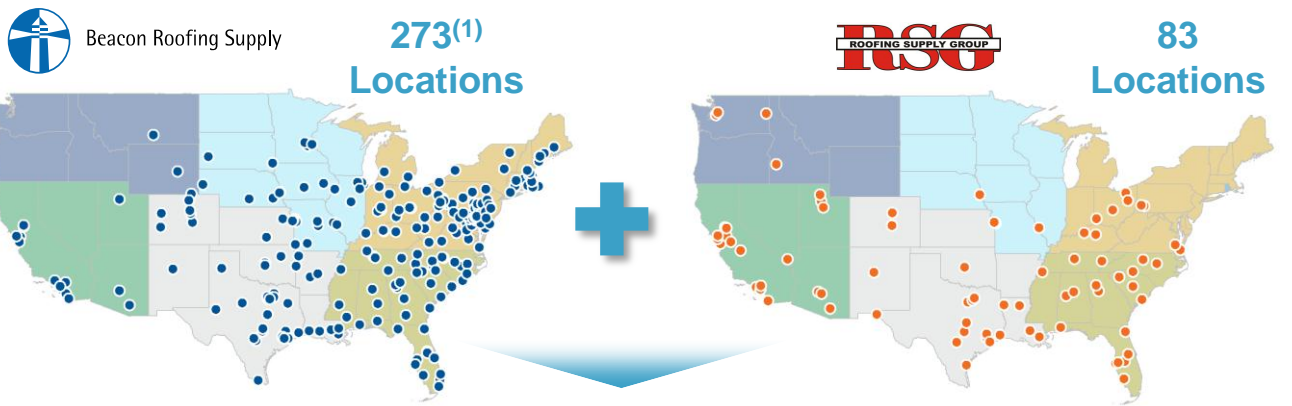 Beacon Roofing Supply
273(1)
Locations
ROOFING SUPPLY GROUP
RSG
83
Locations